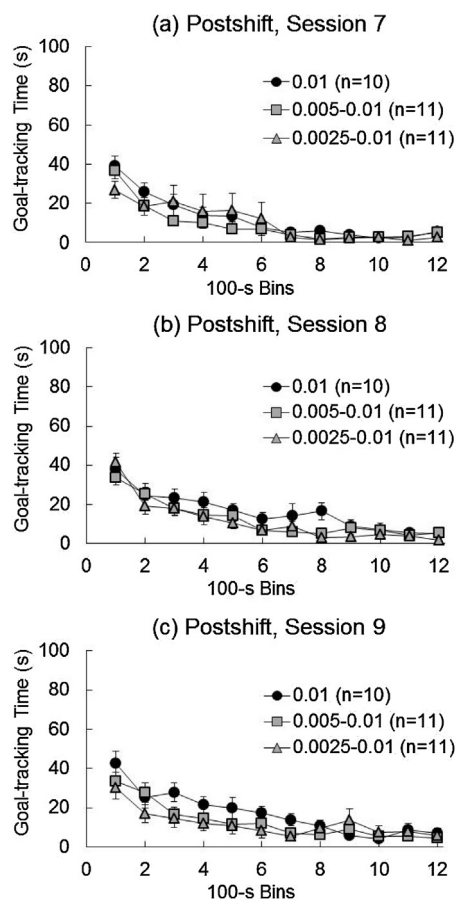 (a) Postshift, Session 7
Goal-tracking Time (s)
100
80
60
40
20
0
0.01 (n=10)
0.005-0.01 (n=11)
0.0025-0.01 (n=11)
0 2 4 6 8 10 12
100-s Bins
(b) Postshift, Session 8
Goal-tracking Time (s)
100
80
60
40
20
0
0.01 (n=10)
0.005-0.01 (n=11)
0.0025-0.01 (n=11)
0 2 4 6 8 10 12
100-s Bins
(c) Postshift, Session 9
Goal-tracking Time (s)
100
80
60
40
20
0
0.01 (n=10)
0.005-0.01 (n=11)
0.0025-0.01 (n=11)
0 2 4 6 8 10 12
100-s Bins